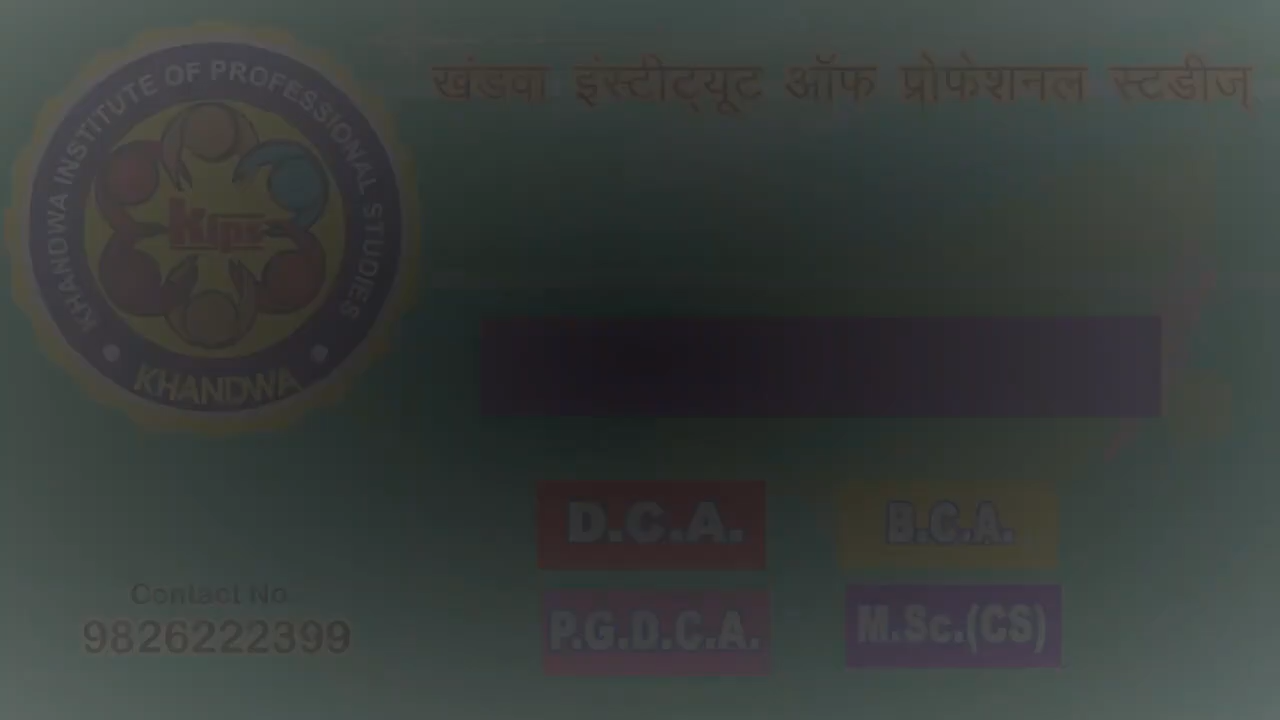 खंडवा इंस्टीट्यूट ऑफ प्रोफेशनल स्टडीज्
KHANDWA INSTITUTE OF PROFESSIONAL STUDIES
Kips
• KHANDWA •
D.C.A.
B.C.A.
Contact No
9826222399
P.G.D.C.A.
M.Sc.(CS)